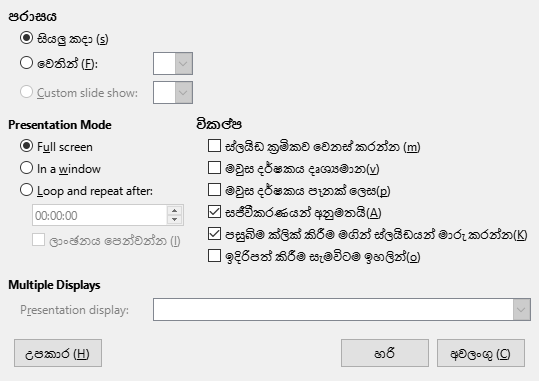 පරාසය
සියලු කදා (s)
වෙතින් (F):
Custom slide show:
Presentation Mode
Full screen
In a window
Loop and repeat after:
00:00:00
ලාංඡනය පෙන්වන්න (l)
විකල්ප
ස්ලයිඩ ක්‍රමිකව වෙනස් කරන්න (m)
මවුස දර්ෂකය දෘශ්‍යමාන(v)
මවුස දර්ෂකය පෑනක් ලෙස(p)
සජ්වීකරණයන් අනුමතයි(A)
පසුබිම ක්ලික් කිරීම මගින් ස්ලයිඩයන් මාරු කරන්න(K)
ඉදිරිපත් කිරීම සැමවිටම ඉහලින්(o)
Multiple Displays
Presentation display:
උපකාර (H)
හරි
අවලංගු (C)